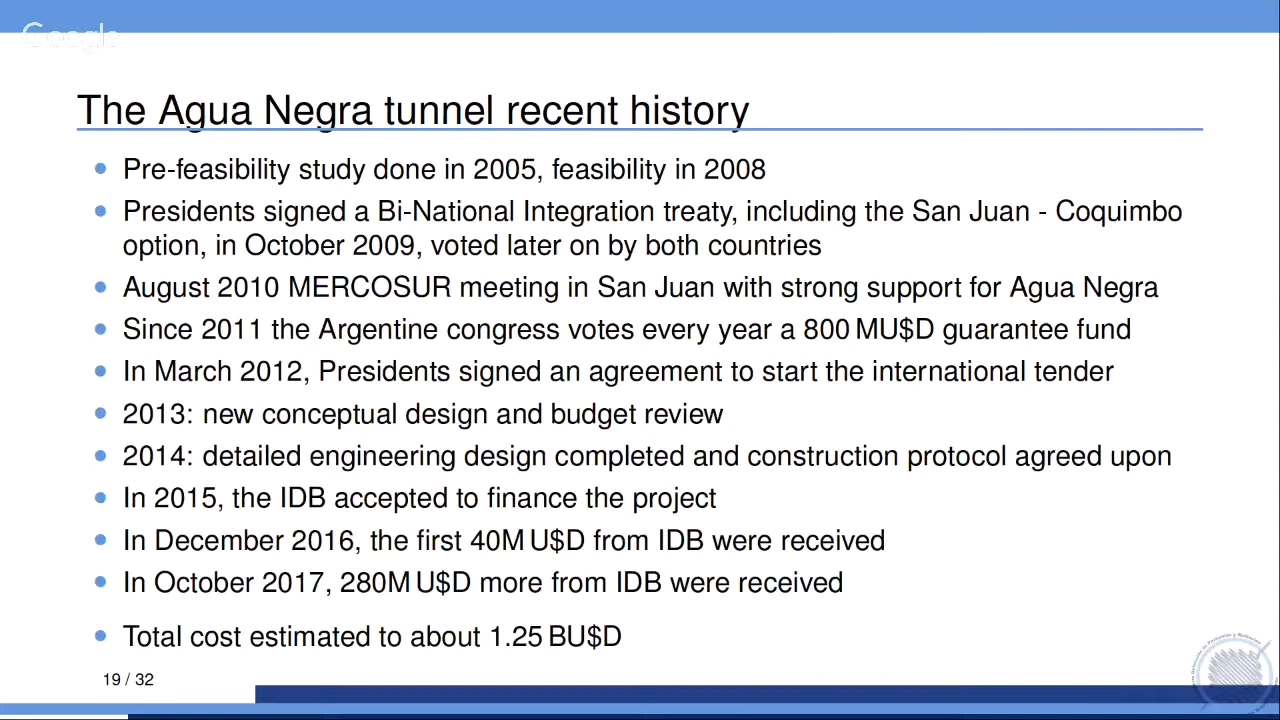 Google
The Agua Negra tunnel recent history
Pre-feasibility study done in 2005, feasibility in 2008
Presidents signed a Bi-National Integration treaty, including the San Juan - Coquimbo
option, in October 2009, voted later on by both countries
August 2010 MERCOSUR meeting in San Juan with strong support for Agua Negra
Since 2011 the Argentine congress votes every year a 800 MU$D guarantee fund
In March 2012, Presidents signed an agreement to start the international tender
2013: new conceptual design and budget review
2014: detailed engineering design completed and construction protocol agreed upon
In 2015, the IDB accepted to finance the project
In December 2016, the first 40M U$D from IDB were received
In October 2017, 280M U$D more from IDB were received
Total cost estimated to about 1.25 BU$D
19 / 32